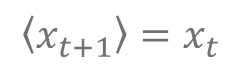 ⟨x_{t+1}⟩ = x_t